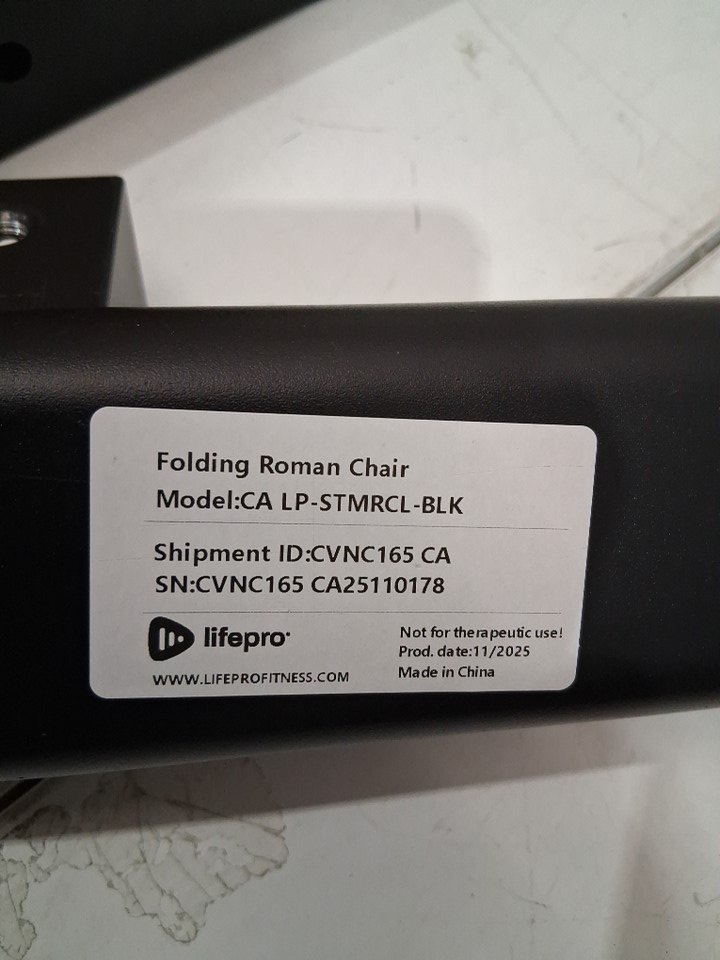 Folding Roman Chair
Model:CA LP-STMRCL-BLK
Shipment ID:CVNC165 CA
SN:CVNC165 CA25110178
lifepro
Not for therapeutic use!
Prod. date:11/2025
Made in China
WWW.LIFEPROFITNESS.COM